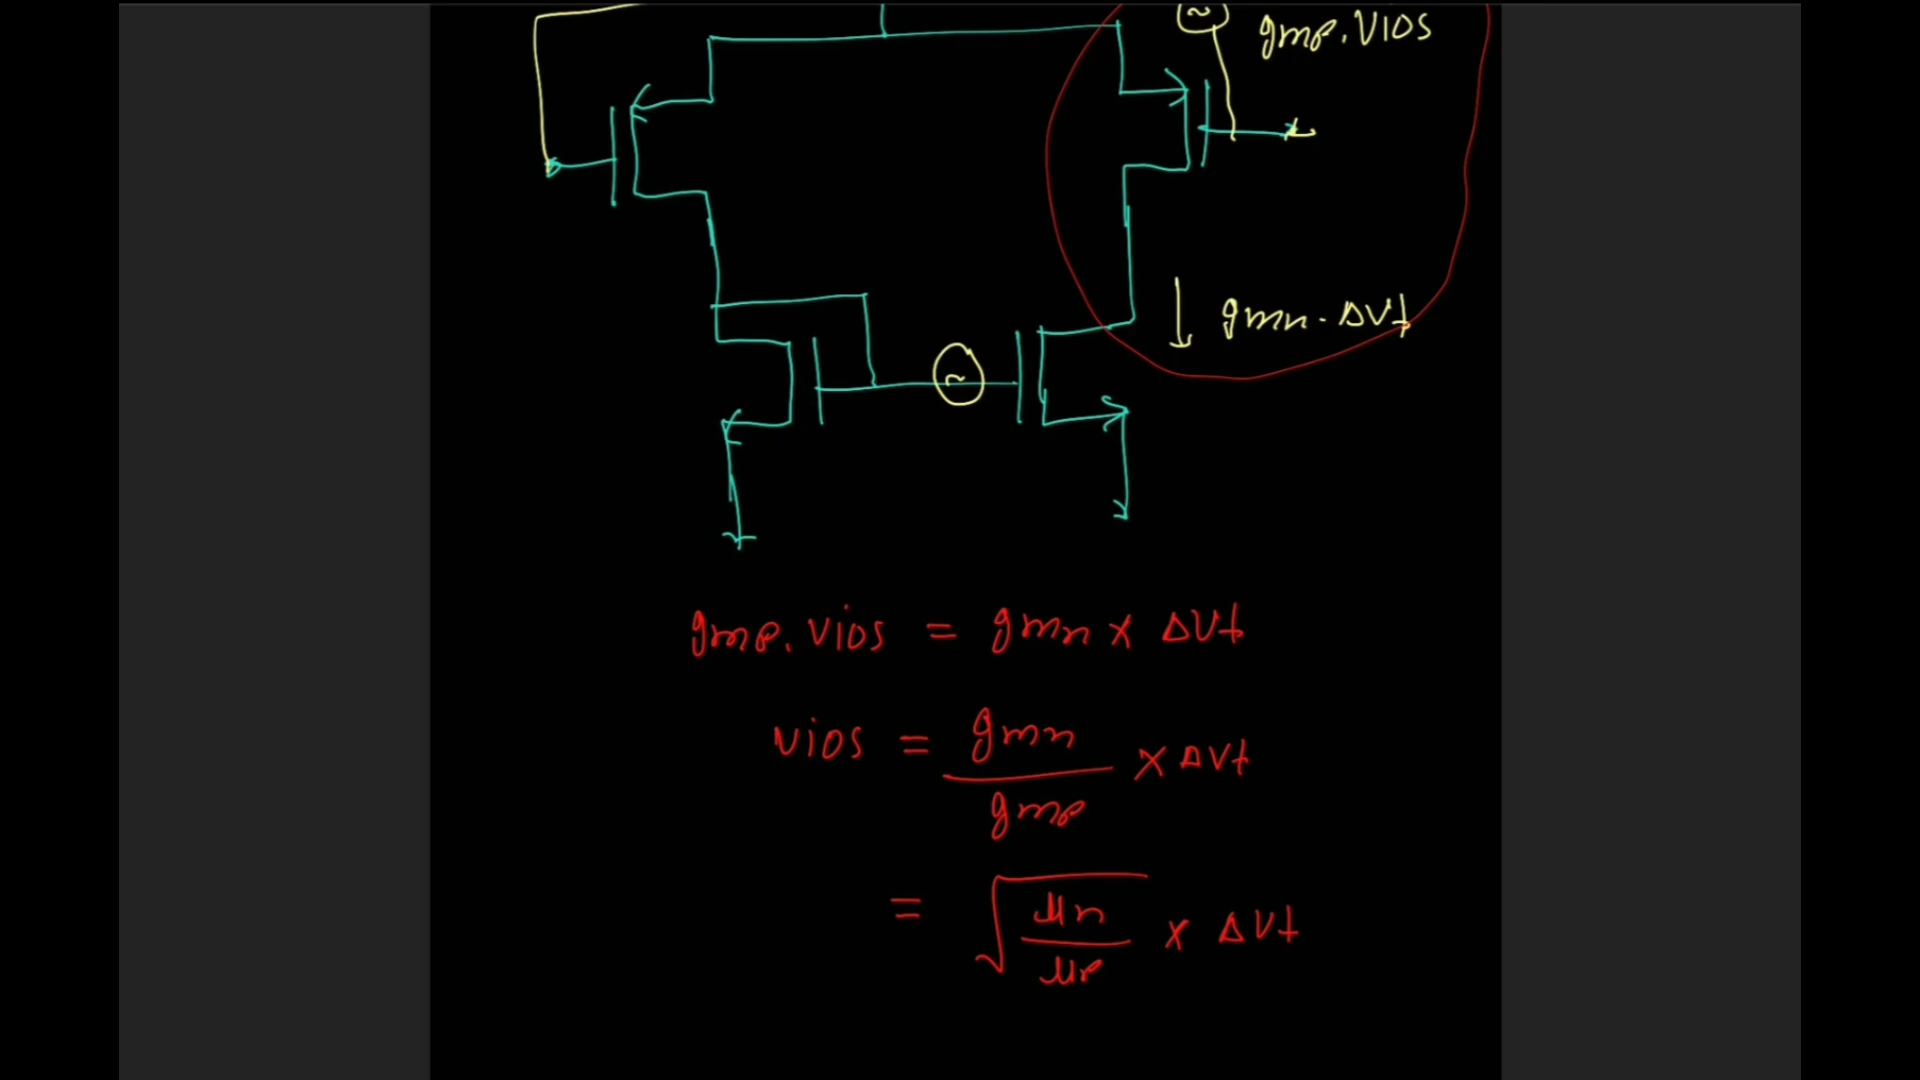 ~ gmp. VIOS
↓ gmn - ΔVt
~
gmp. VIOS = gmn × ΔVt
VIOS = gmn / gmp × ΔVt
= √(μn / μp) × ΔVt